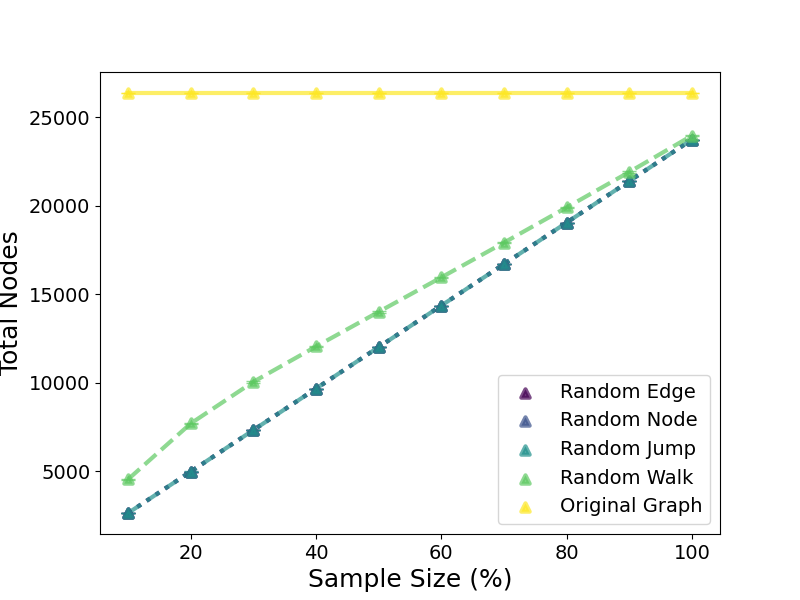 25000
20000
15000
10000
5000
Total Nodes
20
40
60
80
100
Sample Size (%)
Random Edge
Random Node
Random Jump
Random Walk
Original Graph